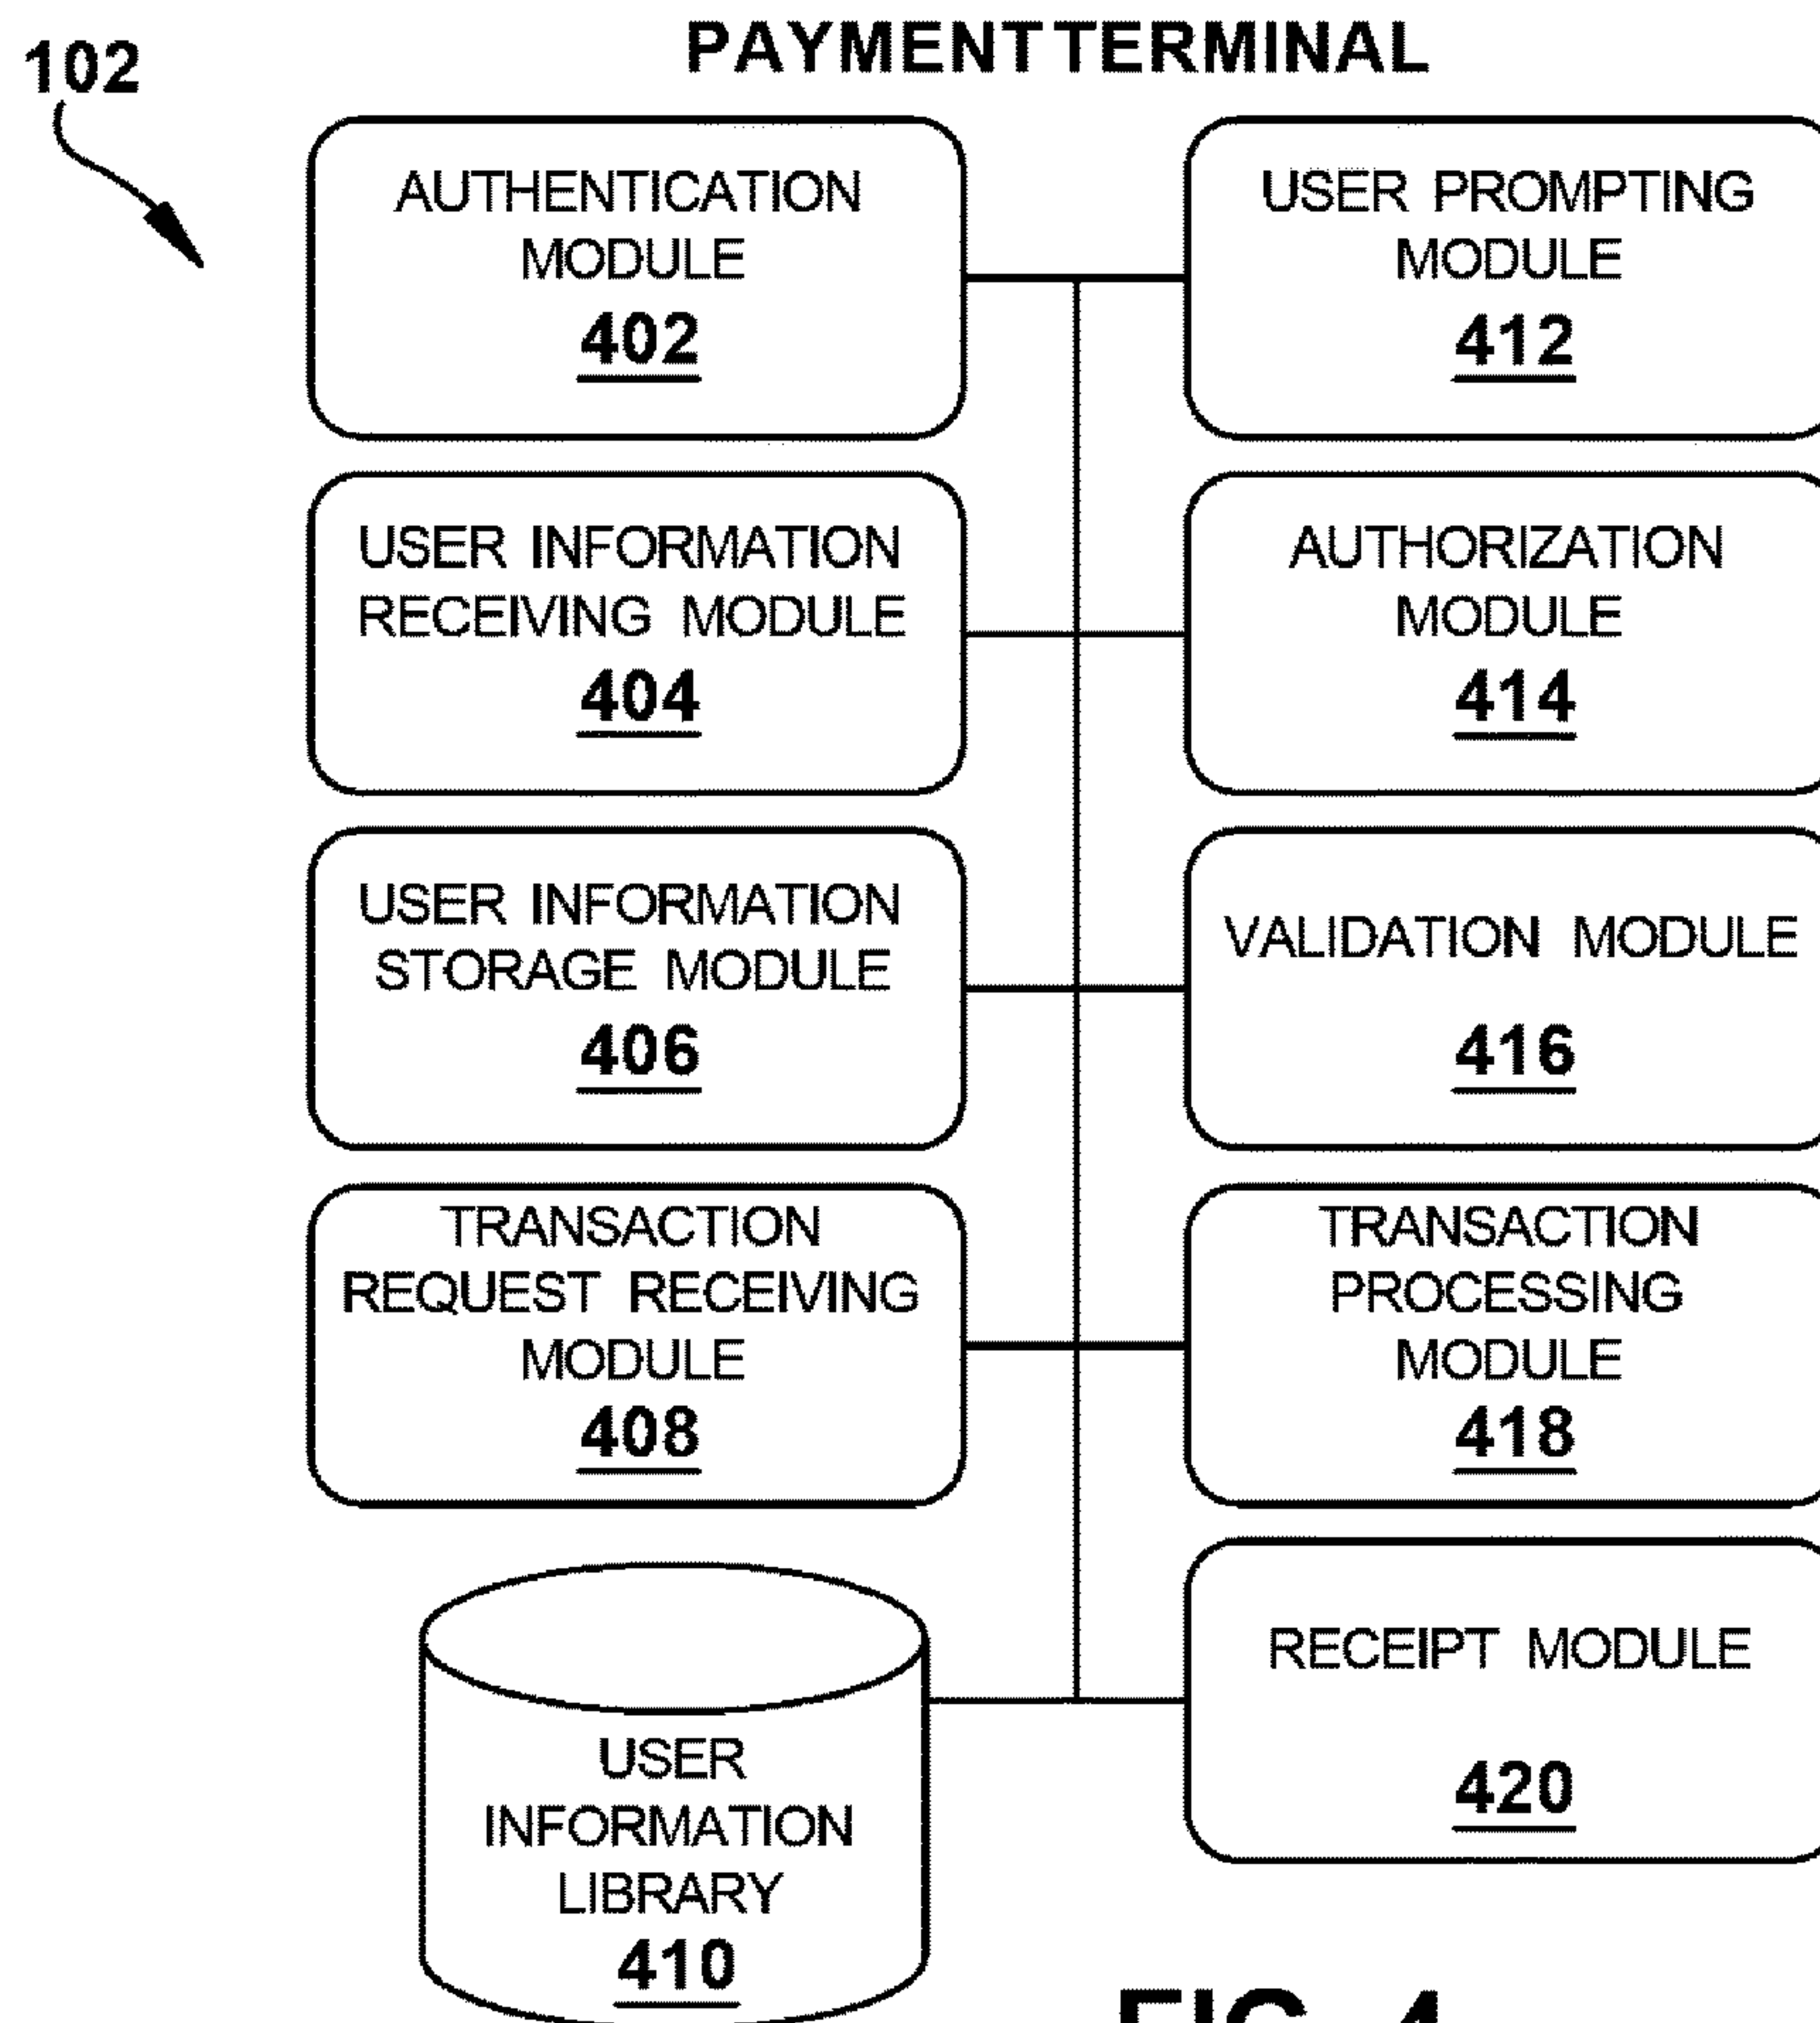 PAYMENT TERMINAL
102
AUTHENTICATION
MODULE
402
USER INFORMATION
RECEIVING MODULE
404
USER INFORMATION
STORAGE MODULE
406
TRANSACTION
REQUEST RECEIVING
MODULE
408
USER
INFORMATION
LIBRARY
410
USER PROMPTING
MODULE
412
AUTHORIZATION
MODULE
414
VALIDATION MODULE
416
TRANSACTION
PROCESSING
MODULE
418
RECEIPT MODULE
420
FIG. 4